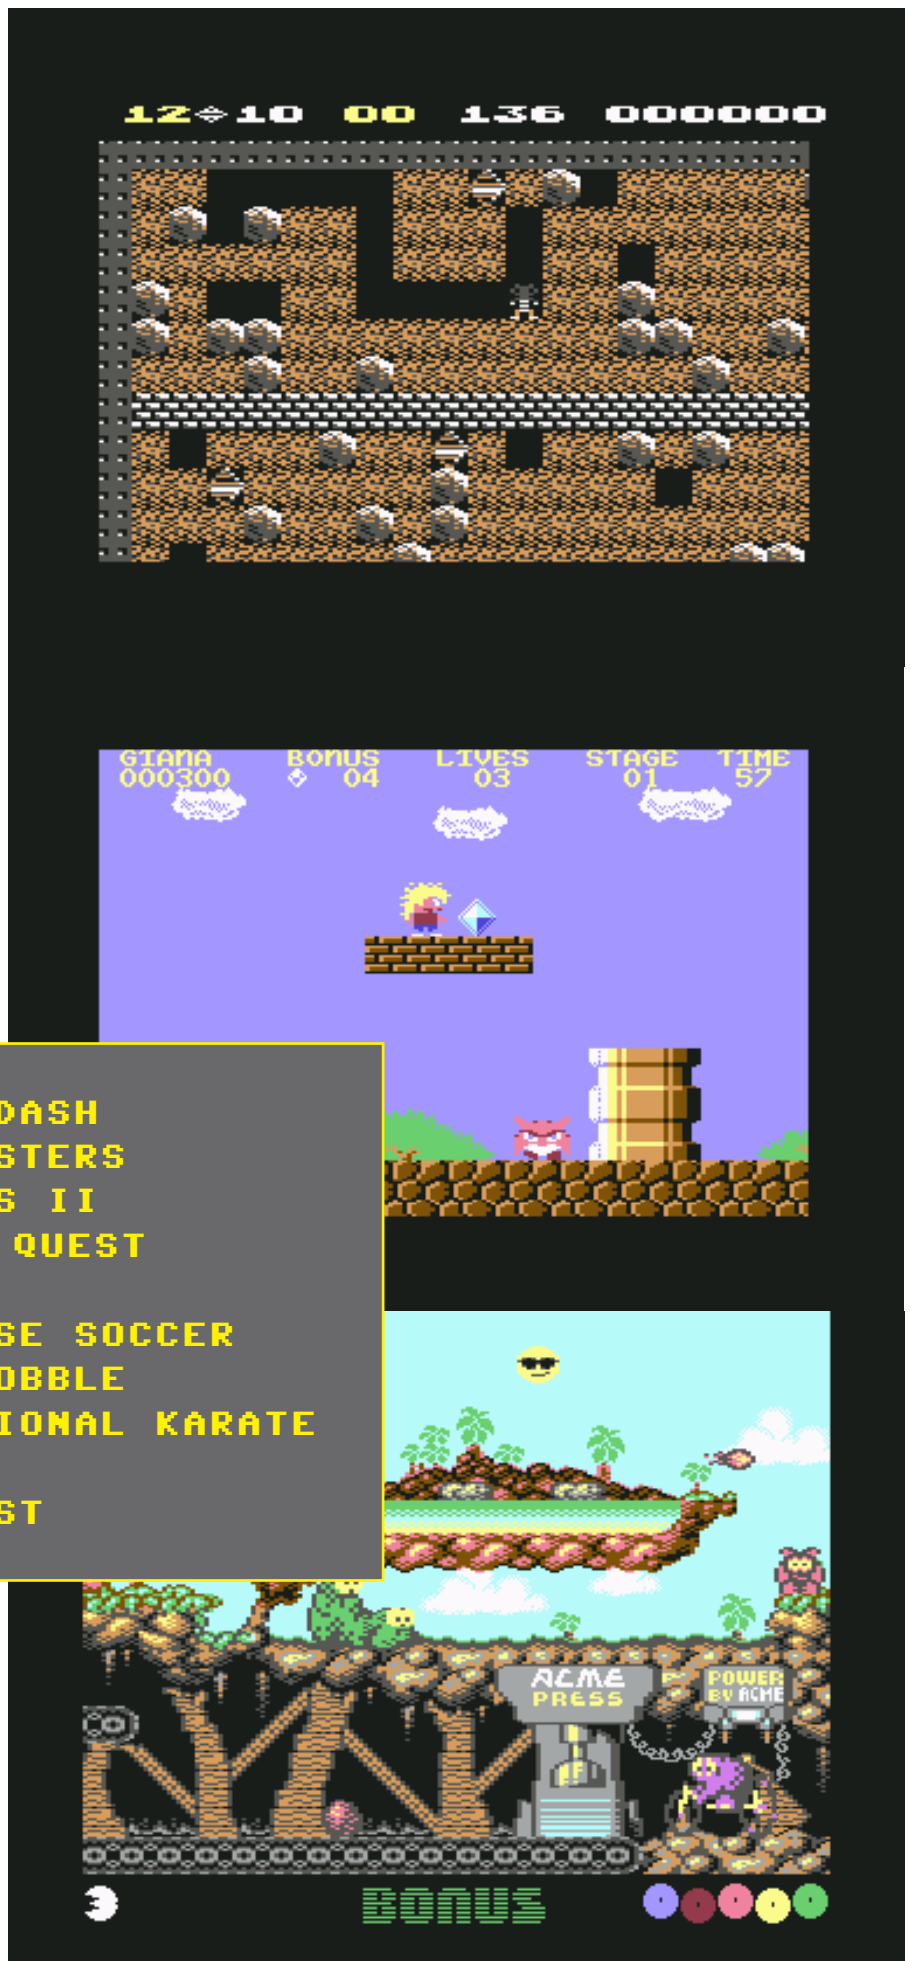 12 10 00 136 000000
GIANA BONUS LIVES STAGE TIME
000300 04 03 01 57
DASH
STERS
S II
QUEST
SE SOCCER
OBBLE
IONAL KARATE
ST
ACME
PRESS
POWER
BY ACME
BONUS